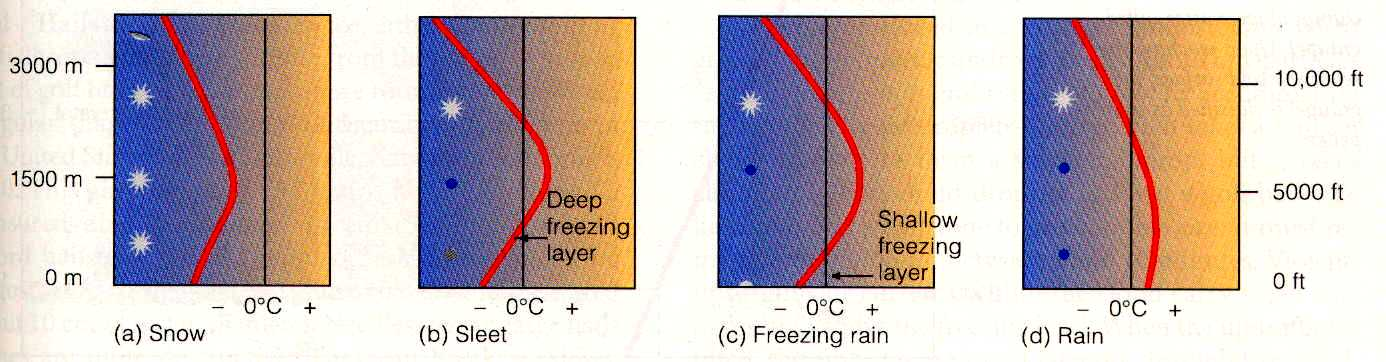 3000 m
1500 m
0 m
– 0°C +
(a) Snow
Deep
freezing
layer
– 0°C +
(b) Sleet
Shallow
freezing
layer
– 0°C +
(c) Freezing rain
10,000 ft
5000 ft
0 ft
– 0°C +
(d) Rain